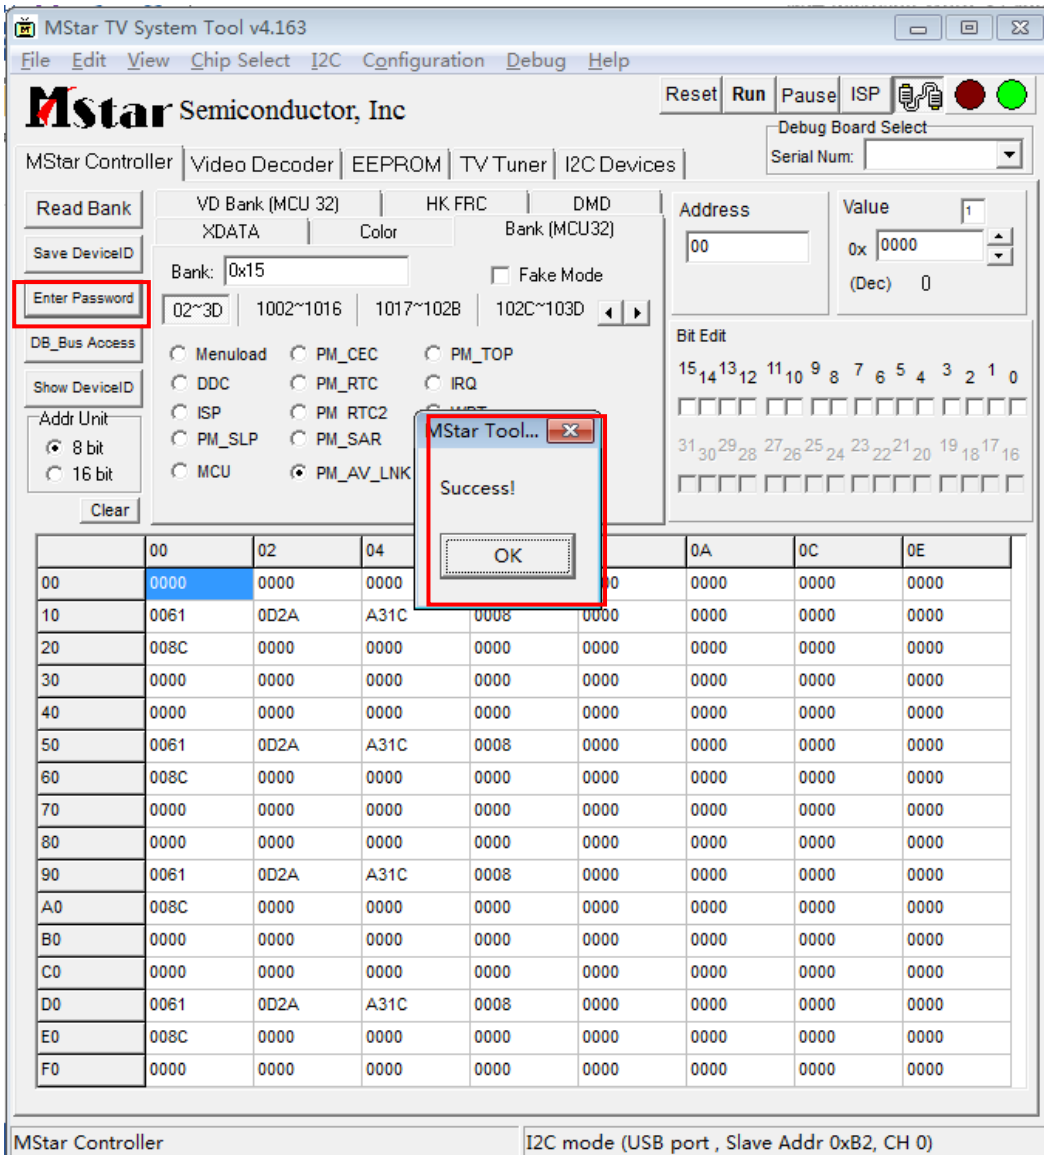 MStar TV System Tool v4.163
File Edit View Chip Select I2C Configuration Debug Help
MStar Semiconductor, Inc
Reset Run Pause ISP
Debug Board Select
Serial Num:
MStar Controller Video Decoder EEPROM TV Tuner I2C Devices
Read Bank
Save DeviceID
Enter Password
DB_Bus Access
Show DeviceID
Addr Unit
8 bit
16 bit
Clear
VD Bank (MCU 32) HK FRC DMD
XDATA Color Bank (MCU32)
Bank: 0x15 Fake Mode
02~3D 1002~1016 1017~102B 102C~103D
Menuload PM_CEC PM_TOP
DDC PM_RTC IRQ
ISP PM_RTC2
PM_SLP PM_SAR
MCU PM_AV_LNK
Address
00
Value 1
0x 0000
(Dec) 0
Bit Edit
15 14 13 12 11 10 9 8 7 6 5 4 3 2 1 0
31 30 29 28 27 26 25 24 23 22 21 20 19 18 17 16
MStar Tool...
Success!
OK
00 02 04 0A 0C 0E
00 0000 0000 0000 0000 0000 0000
10 0061 0D2A A31C 0008 0000 0000 0000 0000
20 008C 0000 0000 0000 0000 0000 0000 0000
30 0000 0000 0000 0000 0000 0000 0000 0000
40 0000 0000 0000 0000 0000 0000 0000 0000
50 0061 0D2A A31C 0008 0000 0000 0000 0000
60 008C 0000 0000 0000 0000 0000 0000 0000
70 0000 0000 0000 0000 0000 0000 0000 0000
80 0000 0000 0000 0000 0000 0000 0000 0000
90 0061 0D2A A31C 0008 0000 0000 0000 0000
A0 008C 0000 0000 0000 0000 0000 0000 0000
B0 0000 0000 0000 0000 0000 0000 0000 0000
C0 0000 0000 0000 0000 0000 0000 0000 0000
D0 0061 0D2A A31C 0008 0000 0000 0000 0000
E0 008C 0000 0000 0000 0000 0000 0000 0000
F0 0000 0000 0000 0000 0000 0000 0000 0000
MStar Controller I2C mode (USB port , Slave Addr 0xB2, CH 0)